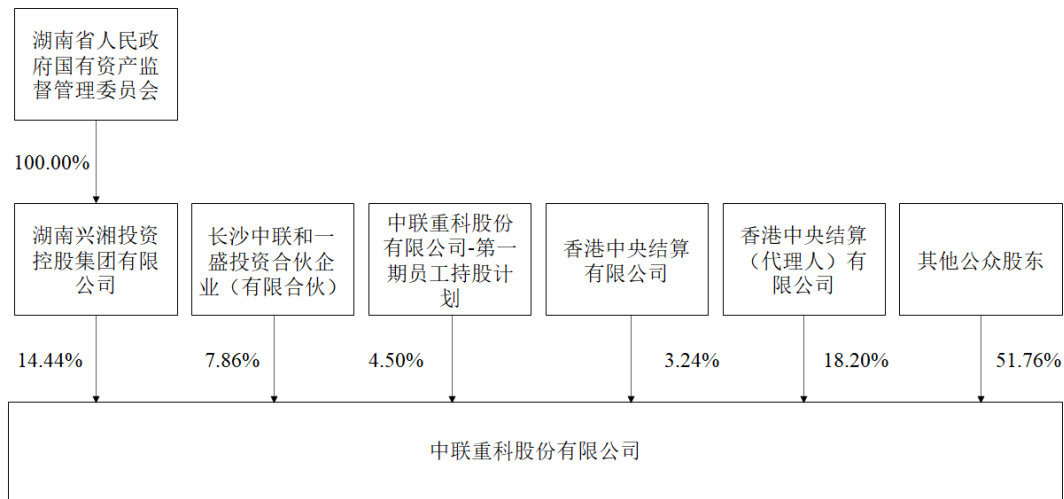 湖南省人民政
府国有资产监
督管理委员会
100.00%
湖南兴湘投资
控股集团有限
公司
长沙中联和一
盛投资合伙企
业（有限合伙）
中联重科股份
有限公司-第一
期员工持股计
划
香港中央结算
有限公司
香港中央结算
（代理人）有
限公司
其他公众股东
14.44%
7.86%
4.50%
3.24%
18.20%
51.76%
中联重科股份有限公司